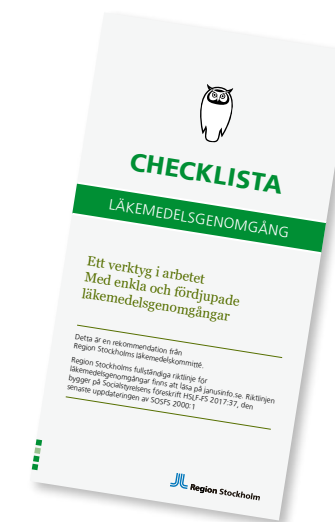 CHECKLISTA
LÄKEMEDELSGENOMGÅNG
Ett verktyg i arbetet
Med enkla och fördjupade
läkemedelsgenomgångar
Detta är en rekommendation från
Region Stockholms läkemedelskommitté.
Region Stockholms fullständiga riktlinje för
läkemedelsgenomgångar finns att läsa på janusinfo.se. Riktlinjen
bygger på Socialstyrelsens föreskrift HSLF-FS 2017:37, den
senaste uppdateringen av SOSFS 2000:1
Region Stockholm